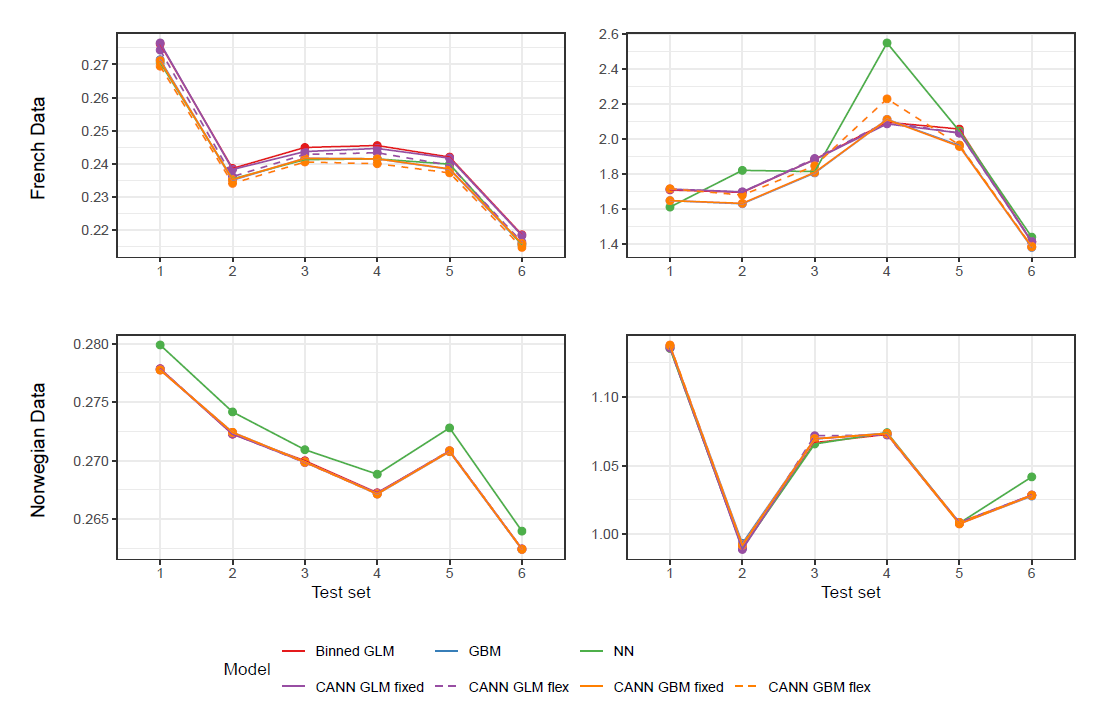 French Data
0.27
0.26
0.25
0.24
0.23
0.22
1 2 3 4 5 6
2.6
2.4
2.2
2.0
1.8
1.6
1.4
1 2 3 4 5 6
Norwegian Data
0.280
0.275
0.270
0.265
1 2 3 4 5 6
Test set
1.10
1.05
1.00
1 2 3 4 5 6
Test set
Model
Binned GLM GBM NN
CANN GLM fixed CANN GLM flex CANN GBM fixed CANN GBM flex